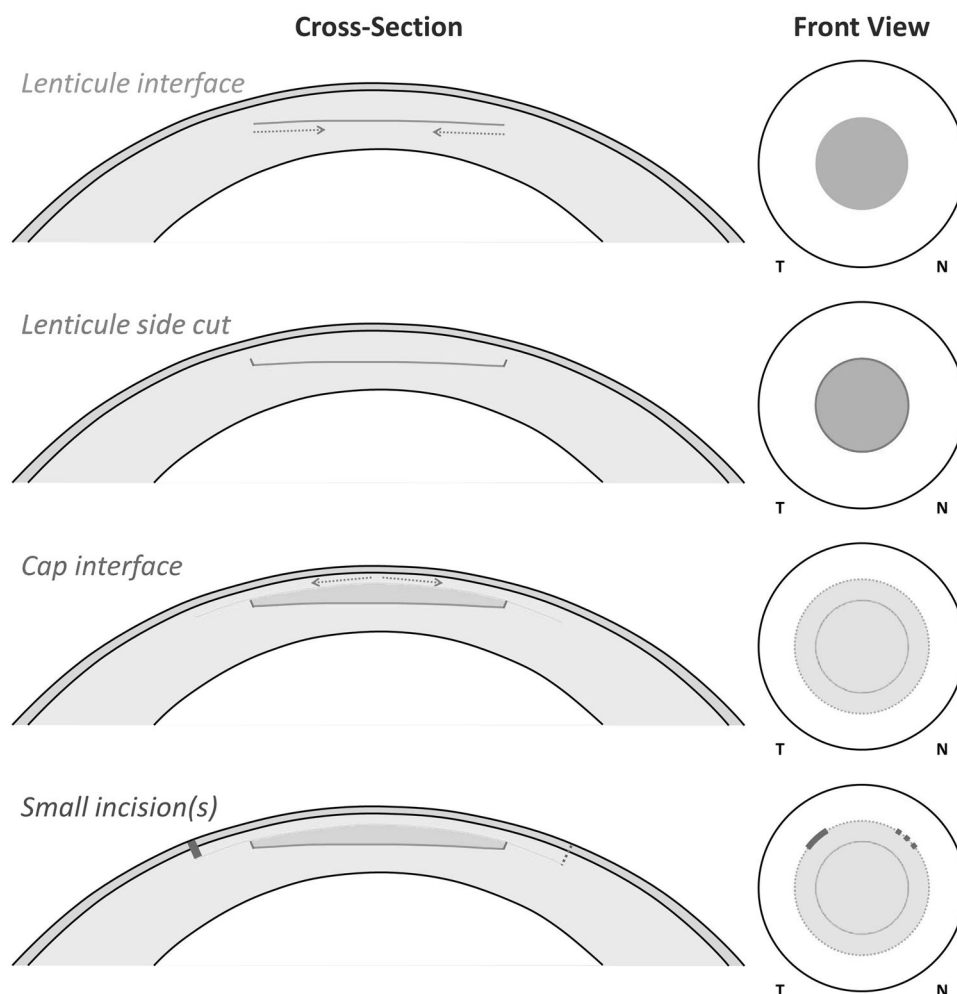 Cross-Section
Front View
Lenticule interface
T
N
Lenticule side cut
T
N
Cap interface
T
N
Small incision(s)
T
N